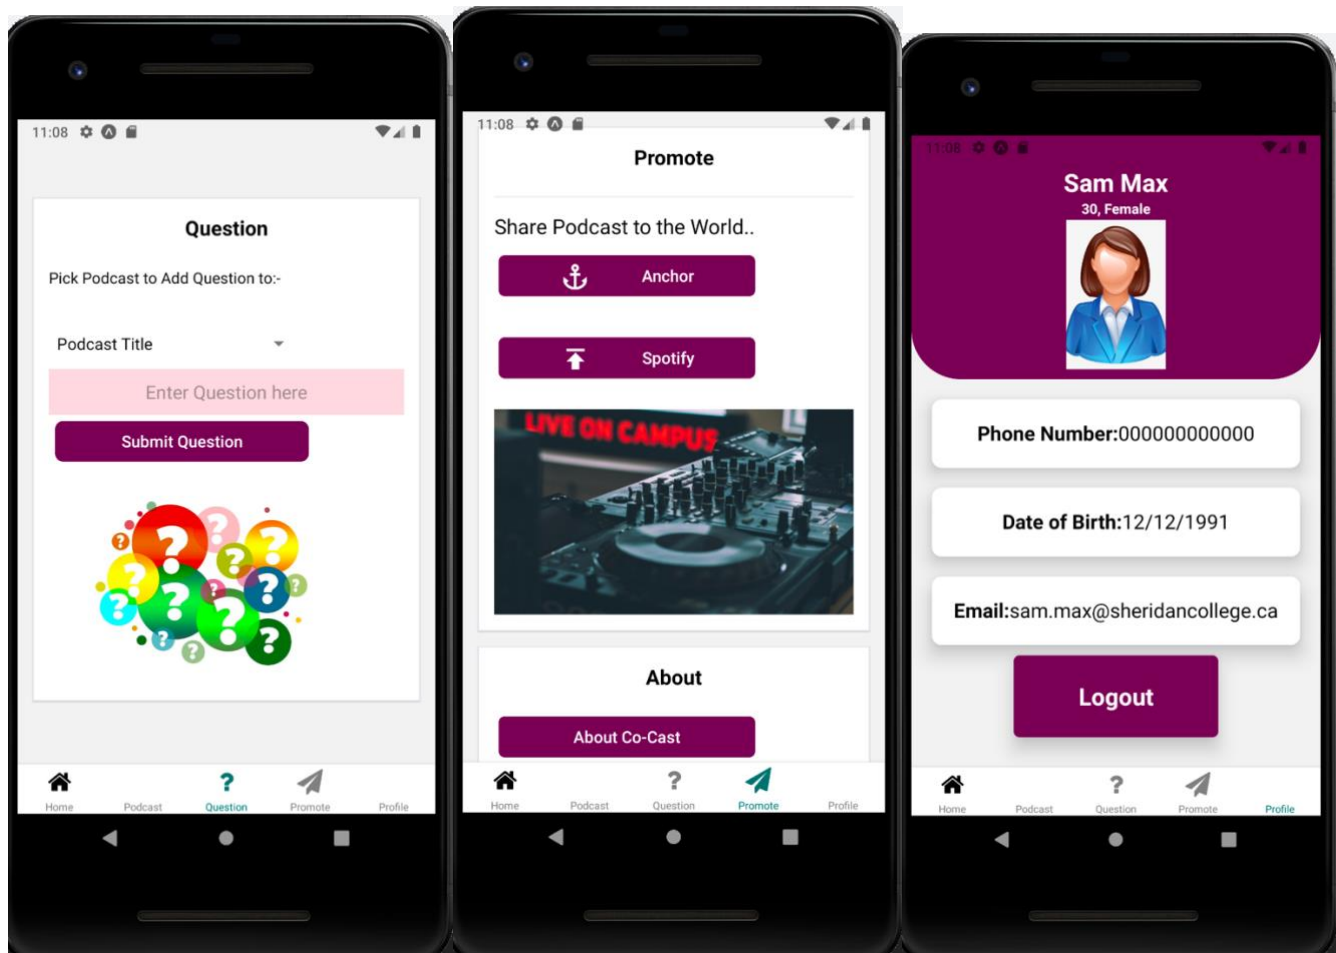 11:08
Question
Pick Podcast to Add Question to:-
Podcast Title
Enter Question here
Submit Question
Home Podcast Question Promote Profile
11:08
Promote
Share Podcast to the World..
Anchor
Spotify
LIVE ON CAMPUS
About
About Co-Cast
Home Podcast Question Promote Profile
11:08
Sam Max
30, Female
Phone Number:000000000000
Date of Birth:12/12/1991
Email:sam.max@sheridancollege.ca
Logout
Home Podcast Question Promote Profile